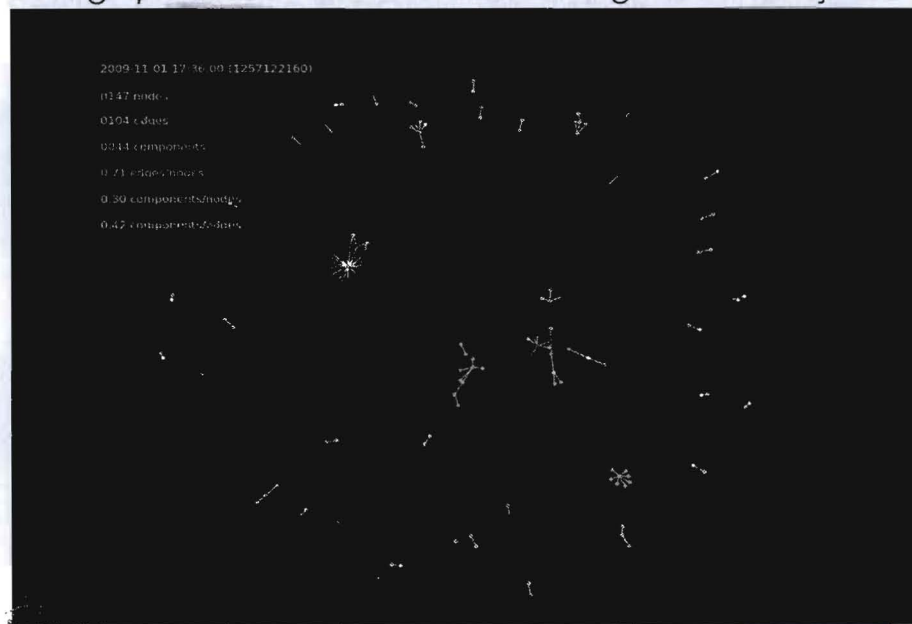 2009-11-01 17:36:00 (1257122160)
0147 nodes
0104 edges
0044 components
0.71 edges/nodes
0.30 components/nodes
0.42 components/edges